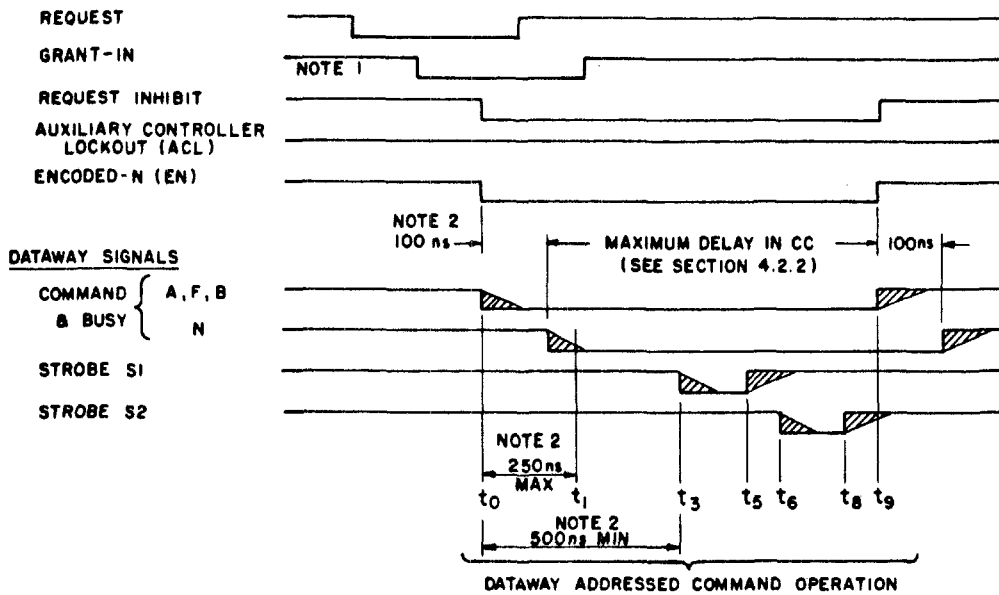 REQUEST
GRANT-IN
NOTE 1
REQUEST INHIBIT
AUXILIARY CONTROLLER
LOCKOUT (ACL)
ENCODED-N (EN)
NOTE 2
100 ns
MAXIMUM DELAY IN CC
(SEE SECTION 4.2.2)
100ns
DATAWAY SIGNALS
COMMAND & BUSY { A, F, B
N
STROBE S1
STROBE S2
NOTE 2
250ns
MAX
t0 t1 t3 t5 t6 t8 t9
NOTE 2
500ns MIN
DATAWAY ADDRESSED COMMAND OPERATION